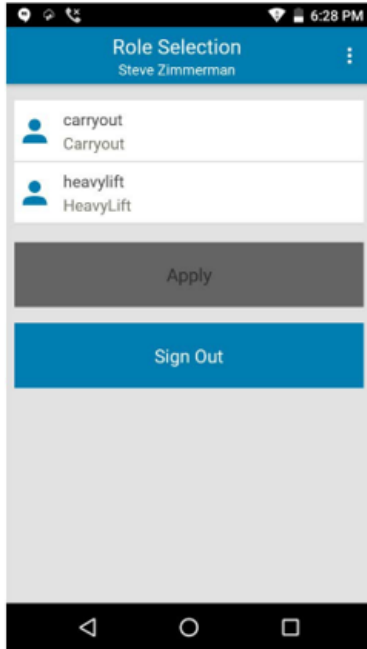 6:28 PM
Role Selection
Steve Zimmerman
carryout
Carryout
heavylift
HeavyLift
Apply
Sign Out